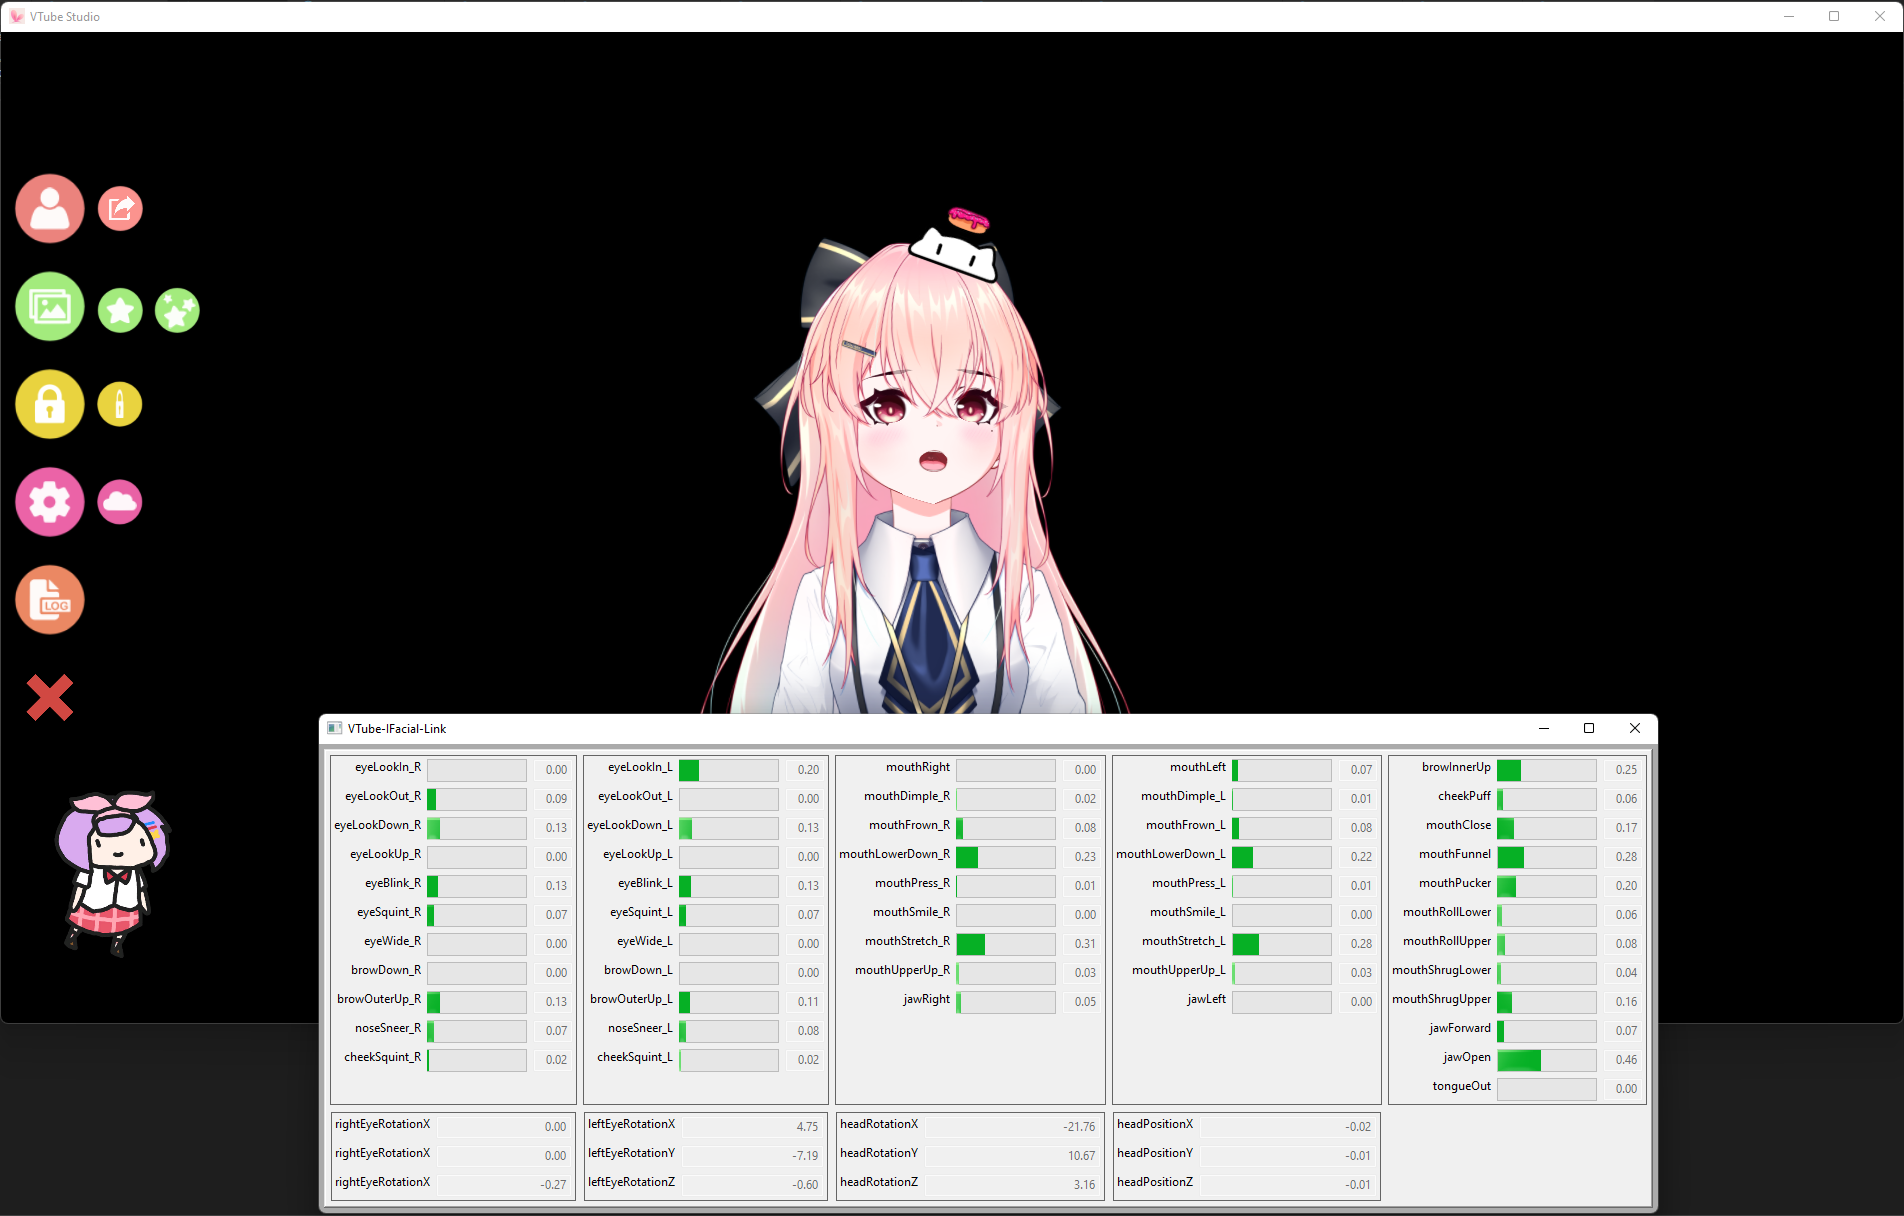 VTube Studio
LOG
VTube-IFacial-Link
eyeLookIn_R 0.00
eyeLookOut_R 0.09
eyeLookDown_R 0.13
eyeLookUp_R 0.00
eyeBlink_R 0.13
eyeSquint_R 0.07
eyeWide_R 0.00
browDown_R 0.00
browOuterUp_R 0.13
noseSneer_R 0.07
cheekSquint_R 0.02
eyeLookIn_L 0.20
eyeLookOut_L 0.00
eyeLookDown_L 0.13
eyeLookUp_L 0.00
eyeBlink_L 0.13
eyeSquint_L 0.07
eyeWide_L 0.00
browDown_L 0.00
browOuterUp_L 0.11
noseSneer_L 0.08
cheekSquint_L 0.02
mouthRight 0.00
mouthDimple_R 0.02
mouthFrown_R 0.08
mouthLowerDown_R 0.23
mouthPress_R 0.01
mouthSmile_R 0.00
mouthStretch_R 0.31
mouthUpperUp_R 0.03
jawRight 0.05
mouthLeft 0.07
mouthDimple_L 0.01
mouthFrown_L 0.08
mouthLowerDown_L 0.22
mouthPress_L 0.01
mouthSmile_L 0.00
mouthStretch_L 0.28
mouthUpperUp_L 0.03
jawLeft 0.00
browInnerUp 0.25
cheekPuff 0.06
mouthClose 0.17
mouthFunnel 0.28
mouthPucker 0.20
mouthRollLower 0.06
mouthRollUpper 0.08
mouthShrugLower 0.04
mouthShrugUpper 0.16
jawForward 0.07
jawOpen 0.46
tongueOut 0.00
rightEyeRotationX 0.00
rightEyeRotationX 0.00
rightEyeRotationX -0.27
leftEyeRotationX 4.75
leftEyeRotationY -7.19
leftEyeRotationZ -0.60
headRotationX -21.76
headRotationY 10.67
headRotationZ 3.16
headPositionX -0.02
headPositionY -0.01
headPositionZ -0.01